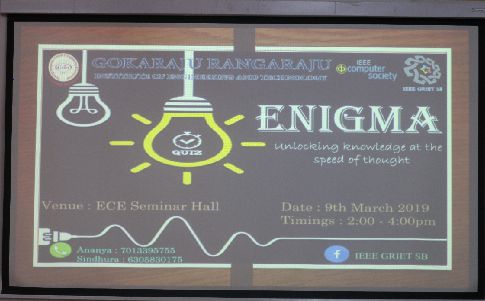 GOKARAJU RANGARAJU
INSTITUTE OF ENGINEERING AND TECHNOLOGY
IEEE
computer
society
IEEE GRIET SB
ENIGMA
Unlocking knowledge at the
speed of thought
QUIZ
Venue : ECE Seminar Hall
Date : 9th March 2019
Timings : 2:00 - 4:00pm
Ananya : 7013395755
Sindhura : 6305830175
IEEE GRIET SB